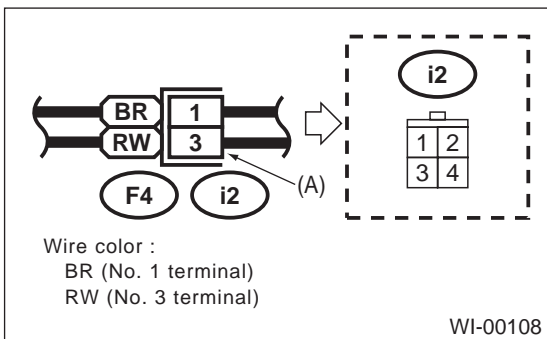 i2
BR 1
RW 3
1 2
3 4
F4 i2 (A)
Wire color :
BR (No. 1 terminal)
RW (No. 3 terminal)
WI-00108